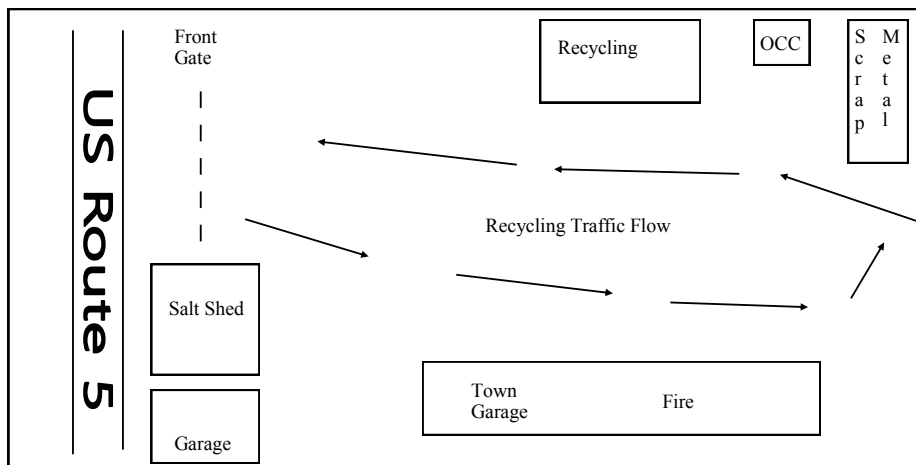 US Route 5
Front
Gate
Recycling
OCC
Scrap
Metal
Recycling Traffic Flow
Salt Shed
Town
Garage
Fire
Garage